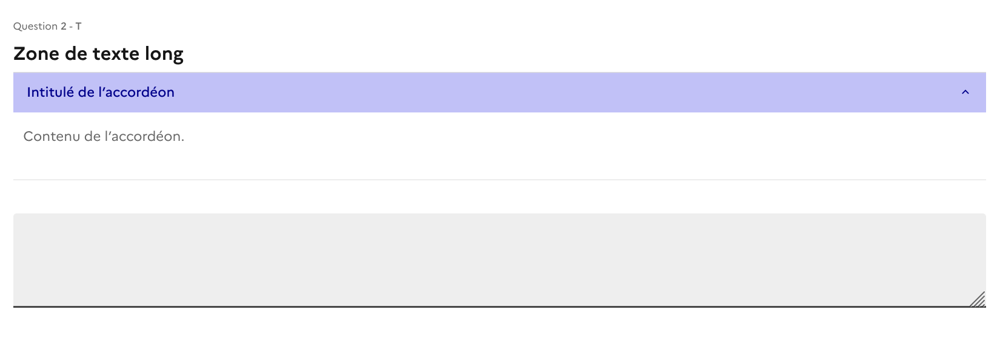 Question 2 - T
Zone de texte long
Intitulé de l’accordéon
Contenu de l’accordéon.